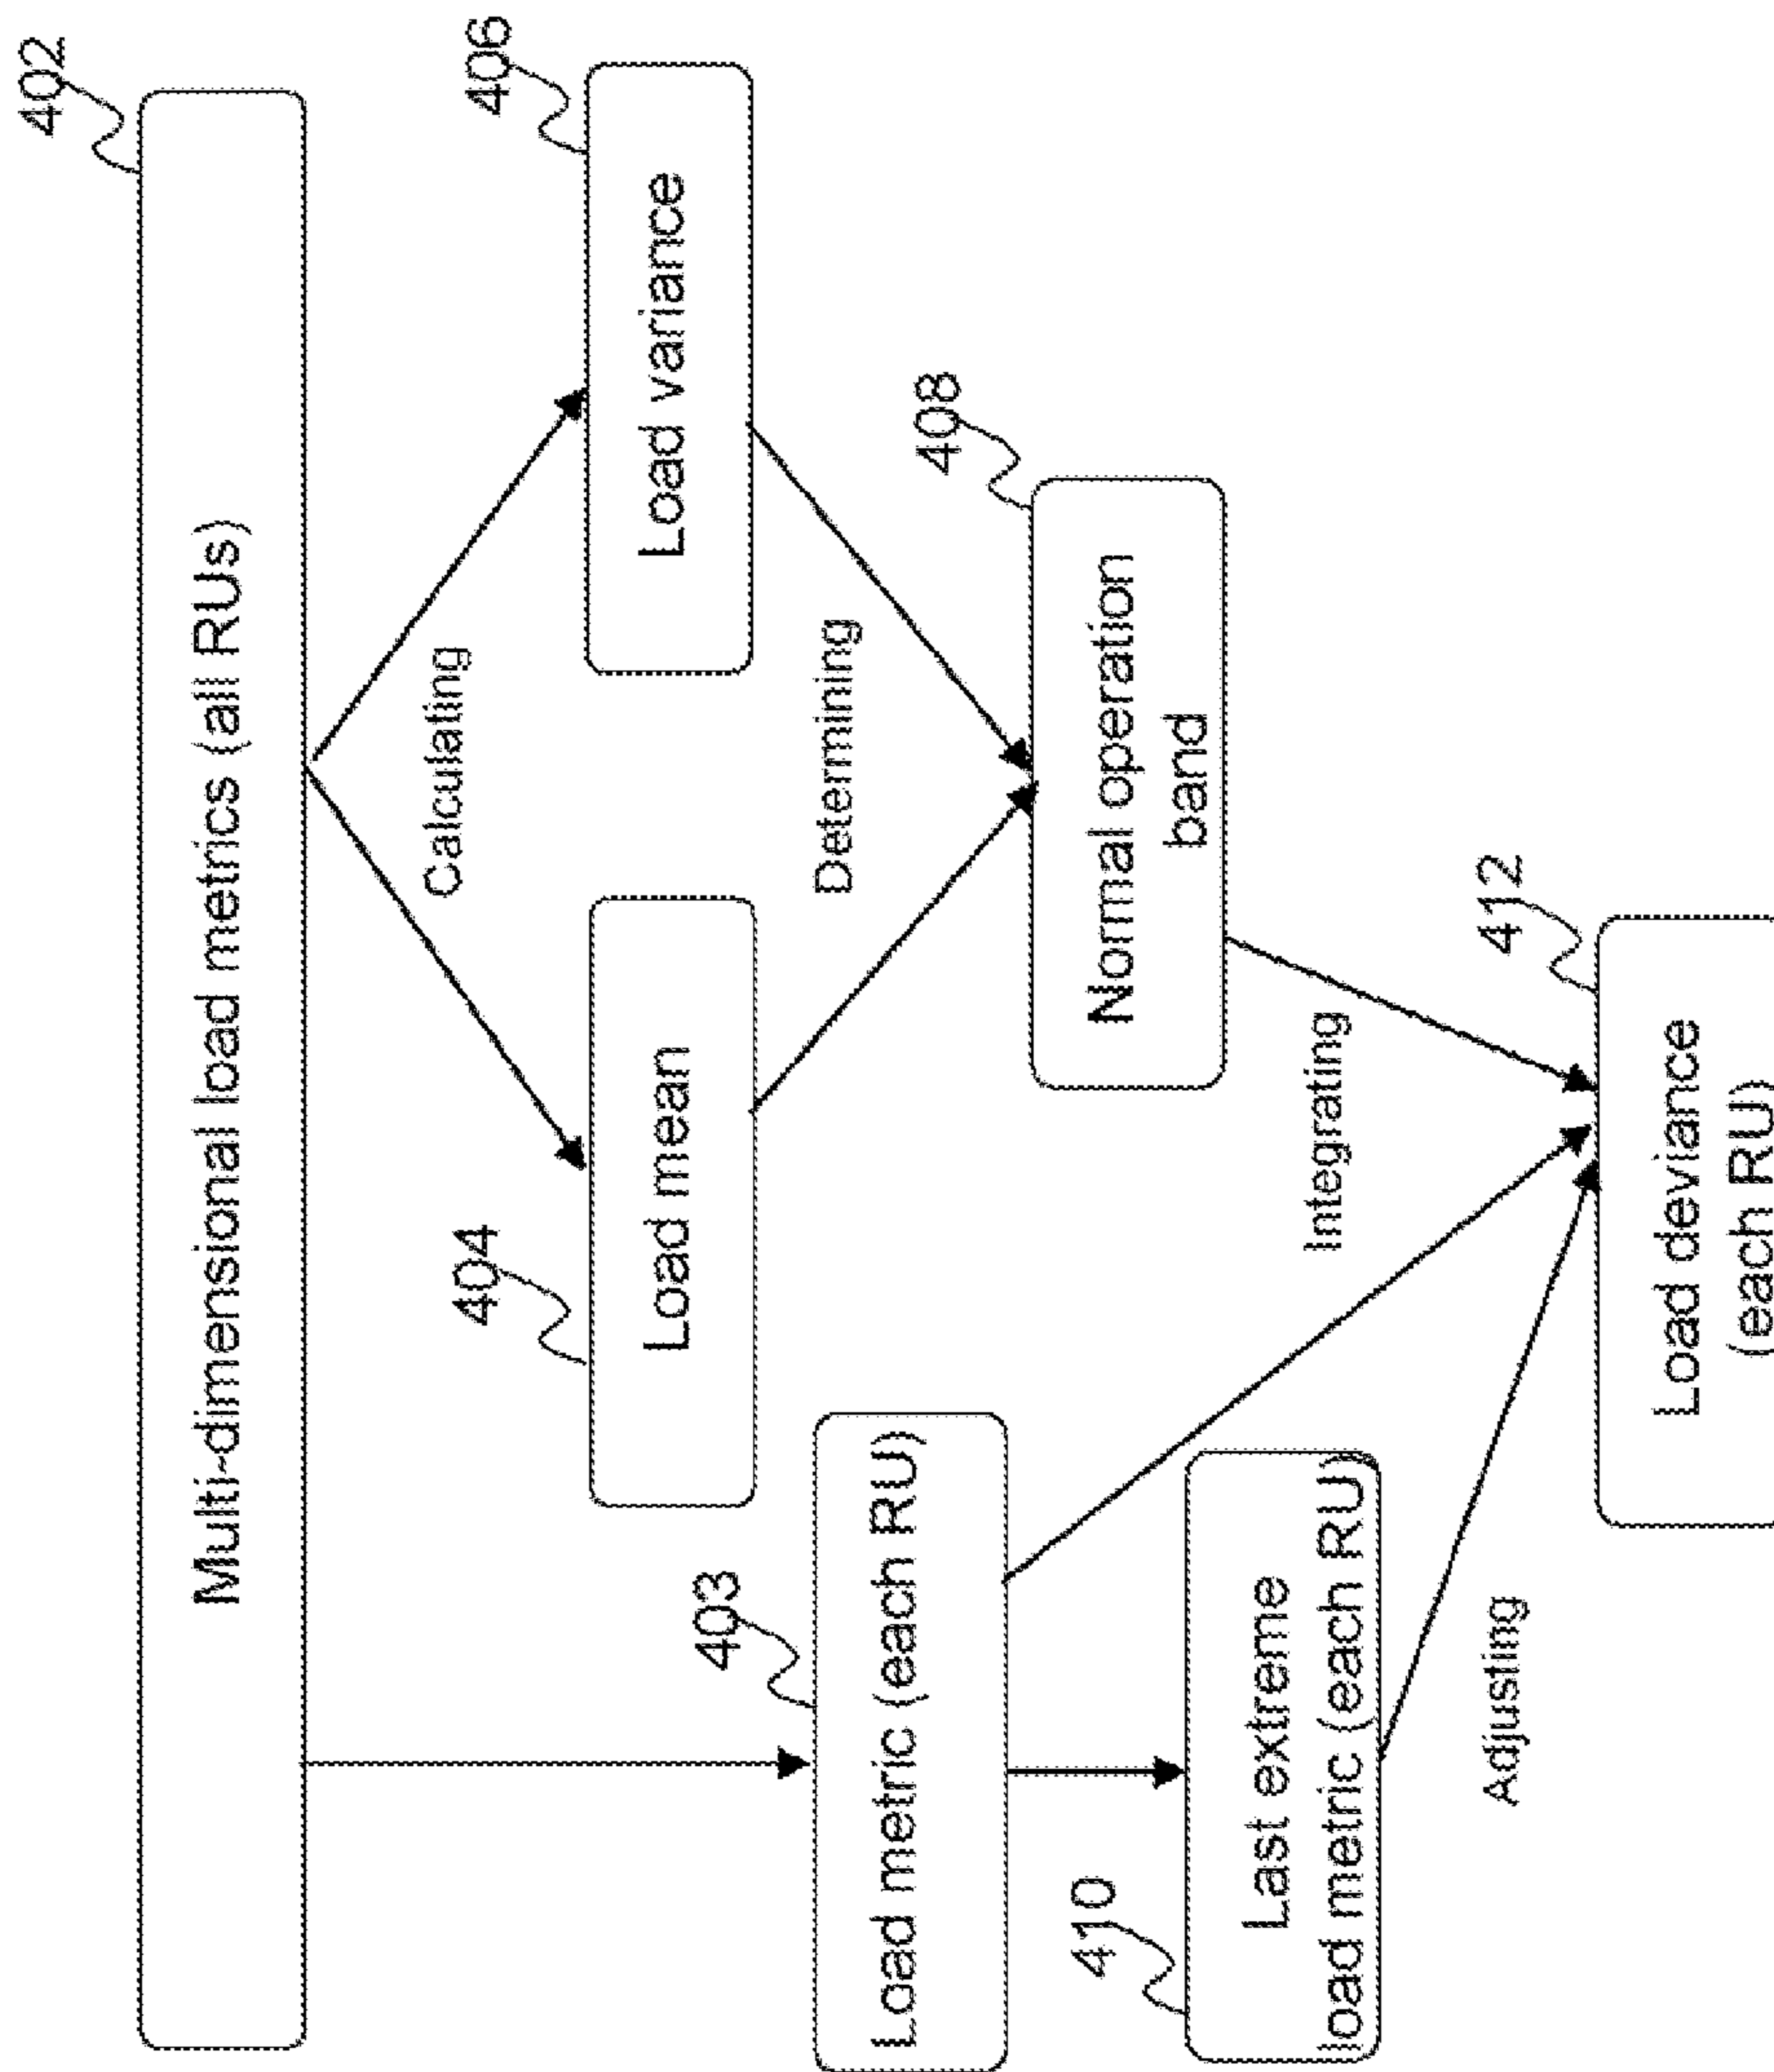 402
Multi-dimensional load metrics (all RUs)
Calculating
404
Load mean
406
Load variance
403
Load metric (each RU)
Determining
408
Normal operation
band
410
Last extreme
load metric (each RU)
Integrating
Adjusting
412
Load deviance
(each RU)